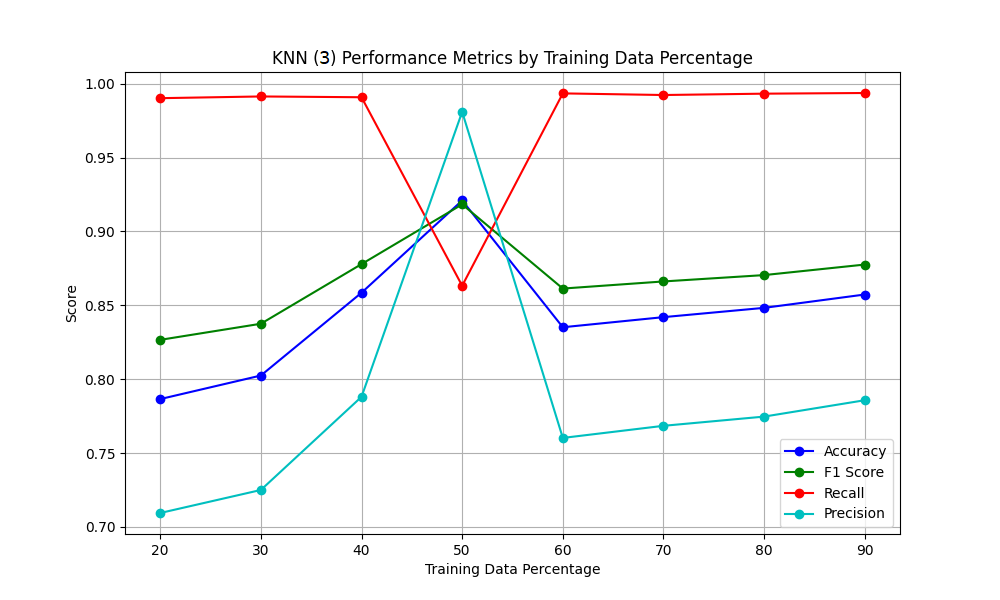 KNN (3) Performance Metrics by Training Data Percentage
1.00
0.95
0.90
0.85
0.80
0.75
0.70
Score
20 30 40 50 60 70 80 90
Training Data Percentage
Accuracy
F1 Score
Recall
Precision